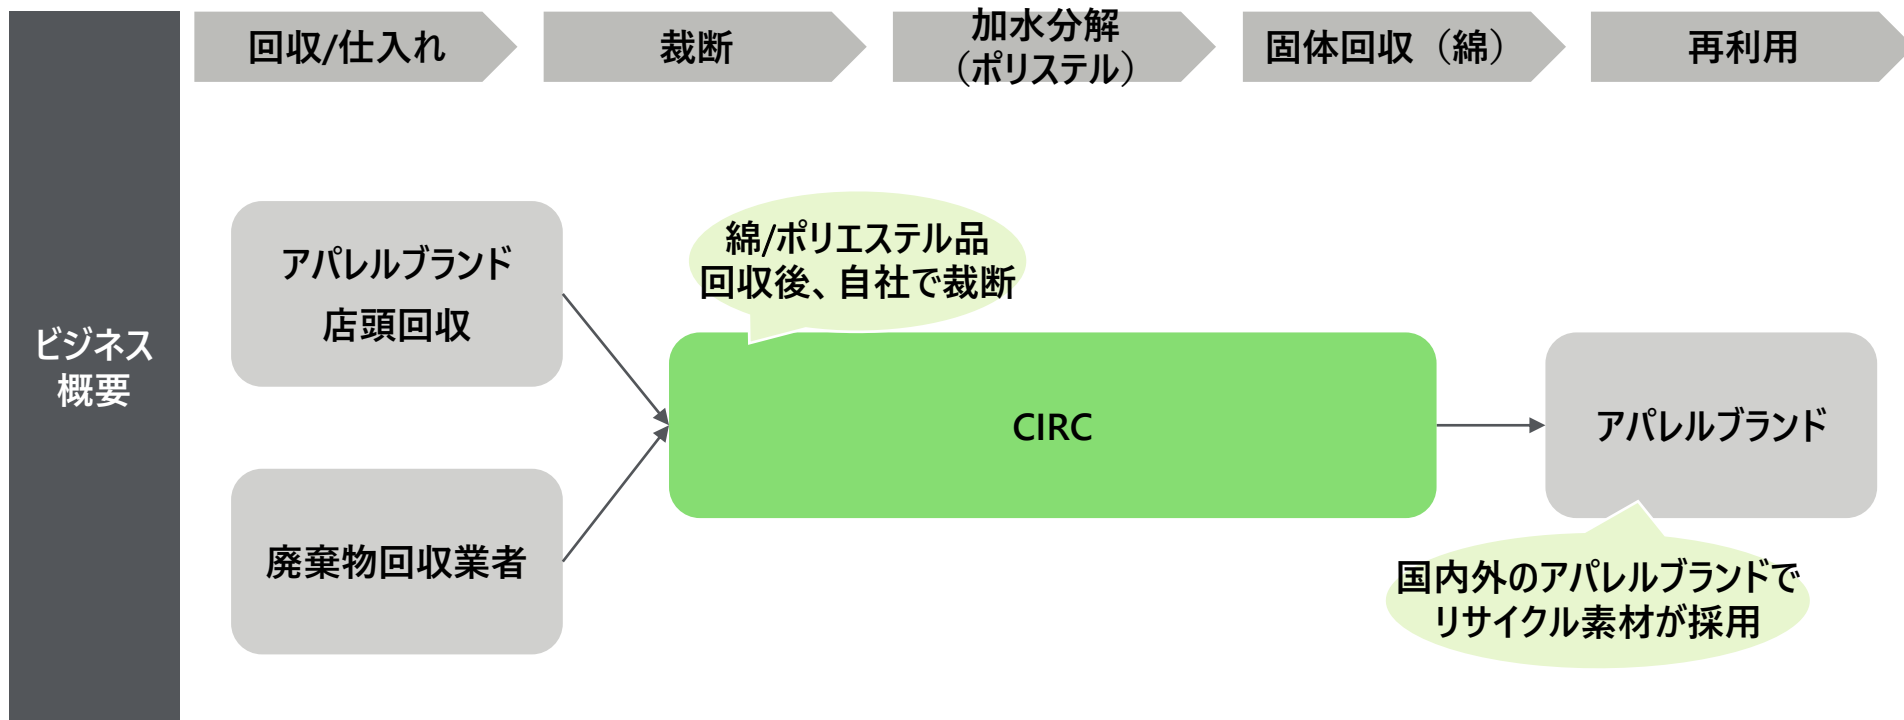 回収/仕入れ
裁断
加水分解
（ポリステル）
固体回収（綿）
再利用
ビジネス
概要
アパレルブランド
店頭回収
廃棄物回収業者
綿/ポリエステル品
回収後、自社で裁断
CIRC
アパレルブランド
国内外のアパレルブランドで
リサイクル素材が採用